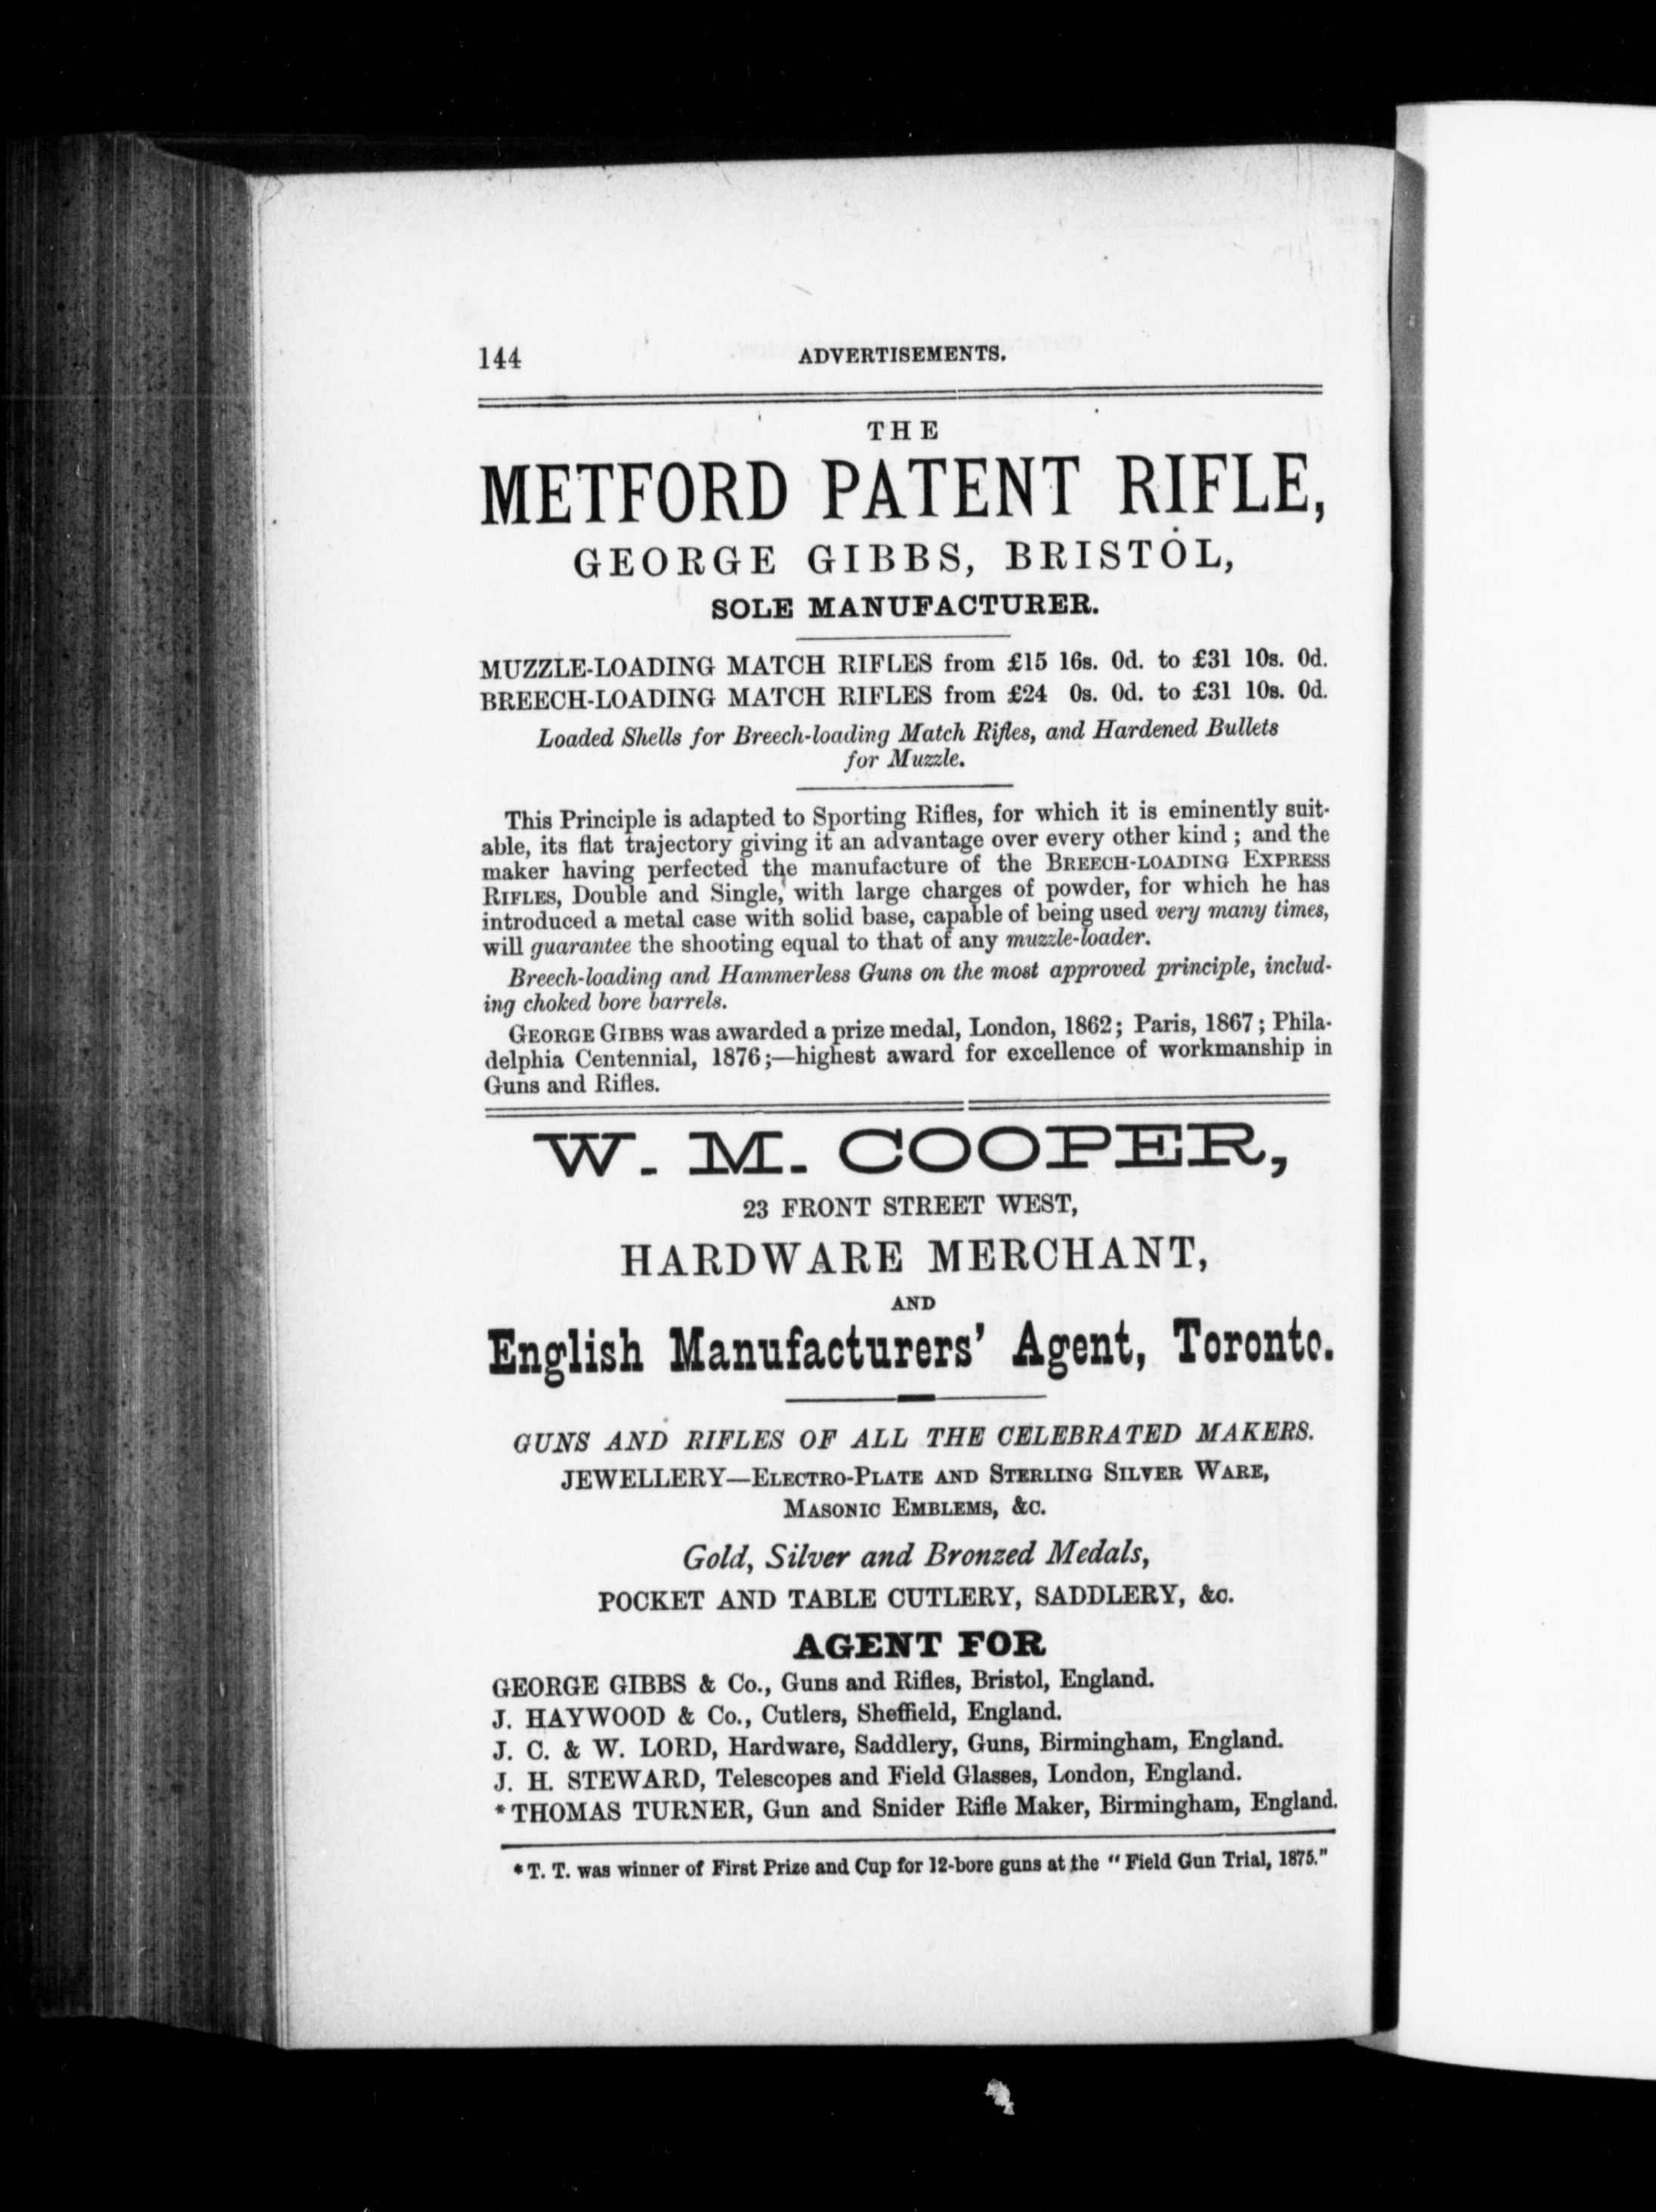 144 ADVERTISEMENTS.
THE
METFORD PATENT RIFLE,
GEORGE GIBBS, BRISTOL,
SOLE MANUFACTURER.
MUZZLE-LOADING MATCH RIFLES from £15 16s. 0d. to £31 10s. 0d.
BREECH-LOADING MATCH RIFLES from £24 0s. 0d. to £31 10s. 0d.
Loaded Shells for Breech-loading Match Rifles, and Hardened Bullets
for Muzzle.
This Principle is adapted to Sporting Rifles, for which it is eminently suit-
able, its flat trajectory giving it an advantage over every other kind; and the
maker having perfected the manufacture of the BREECH-LOADING EXPRESS
RIFLES, Double and Single, with large charges of powder, for which he has
introduced a metal case with solid base, capable of being used very many times,
will guarantee the shooting equal to that of any muzzle-loader.
Breech-loading and Hammerless Guns on the most approved principle, includ-
ing choked bore barrels.
GEORGE GIBBS was awarded a prize medal, London, 1862; Paris, 1867; Phila-
delphia Centennial, 1876;—highest award for excellence of workmanship in
Guns and Rifles.
W. M. COOPER,
23 FRONT STREET WEST,
HARDWARE MERCHANT,
AND
English Manufacturers' Agent, Toronto.
GUNS AND RIFLES OF ALL THE CELEBRATED MAKERS.
JEWELLERY—ELECTRO-PLATE AND STERLING SILVER WARE,
MASONIC EMBLEMS, &C.
Gold, Silver and Bronzed Medals,
POCKET AND TABLE CUTLERY, SADDLERY, &c.
AGENT FOR
GEORGE GIBBS & Co., Guns and Rifles, Bristol, England.
J. HAYWOOD & Co., Cutlers, Sheffield, England.
J. C. & W. LORD, Hardware, Saddlery, Guns, Birmingham, England.
J. H. STEWARD, Telescopes and Field Glasses, London, England.
*THOMAS TURNER, Gun and Snider Rifle Maker, Birmingham, England.
*T. T. was winner of First Prize and Cup for 12-bore guns at the "Field Gun Trial, 1875."